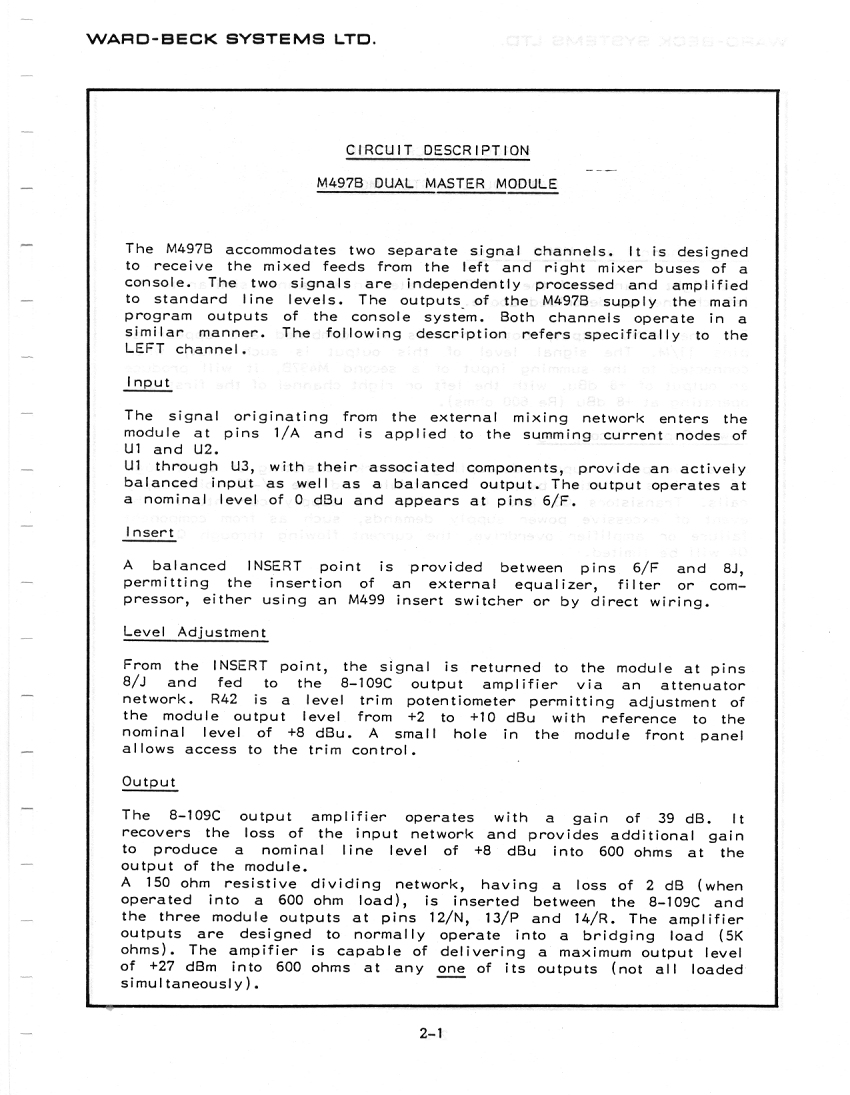 WARD-BECK SYSTEMS LTD.
CIRCUIT DESCRIPTION
M497B DUAL MASTER MODULE
The M497B accommodates two separate signal channels. It is designed
to receive the mixed feeds from the left and right mixer buses of a
console. The two signals are independently processed and amplified
to standard line levels. The outputs of the M497B supply the main
program outputs of the console system. Both channels operate in a
similar manner. The following description refers specifically to the
LEFT channel.
Input
The signal originating from the external mixing network enters the
module at pins 1/A and is applied to the summing current nodes of
U1 and U2.
U1 through U3, with their associated components, provide an actively
balanced input as well as a balanced output. The output operates at
a nominal level of 0 dBu and appears at pins 6/F.
Insert
A balanced INSERT point is provided between pins 6/F and 8J,
permitting the insertion of an external equalizer, filter or com-
pressor, either using an M499 insert switcher or by direct wiring.
Level Adjustment
From the INSERT point, the signal is returned to the module at pins
8/J and fed to the 8-109C output amplifier via an attenuator
network. R42 is a level trim potentiometer permitting adjustment of
the module output level from +2 to +10 dBu with reference to the
nominal level of +8 dBu. A small hole in the module front panel
allows access to the trim control.
Output
The 8-109C output amplifier operates with a gain of 39 dB. It
recovers the loss of the input network and provides additional gain
to produce a nominal line level of +8 dBu into 600 ohms at the
output of the module.
A 150 ohm resistive dividing network, having a loss of 2 dB (when
operated into a 600 ohm load), is inserted between the 8-109C and
the three module outputs at pins 12/N, 13/P and 14/R. The amplifier
outputs are designed to normally operate into a bridging load (5K
ohms). The ampifier is capable of delivering a maximum output level
of +27 dBm into 600 ohms at any one of its outputs (not all loaded
simultaneously).
2-1